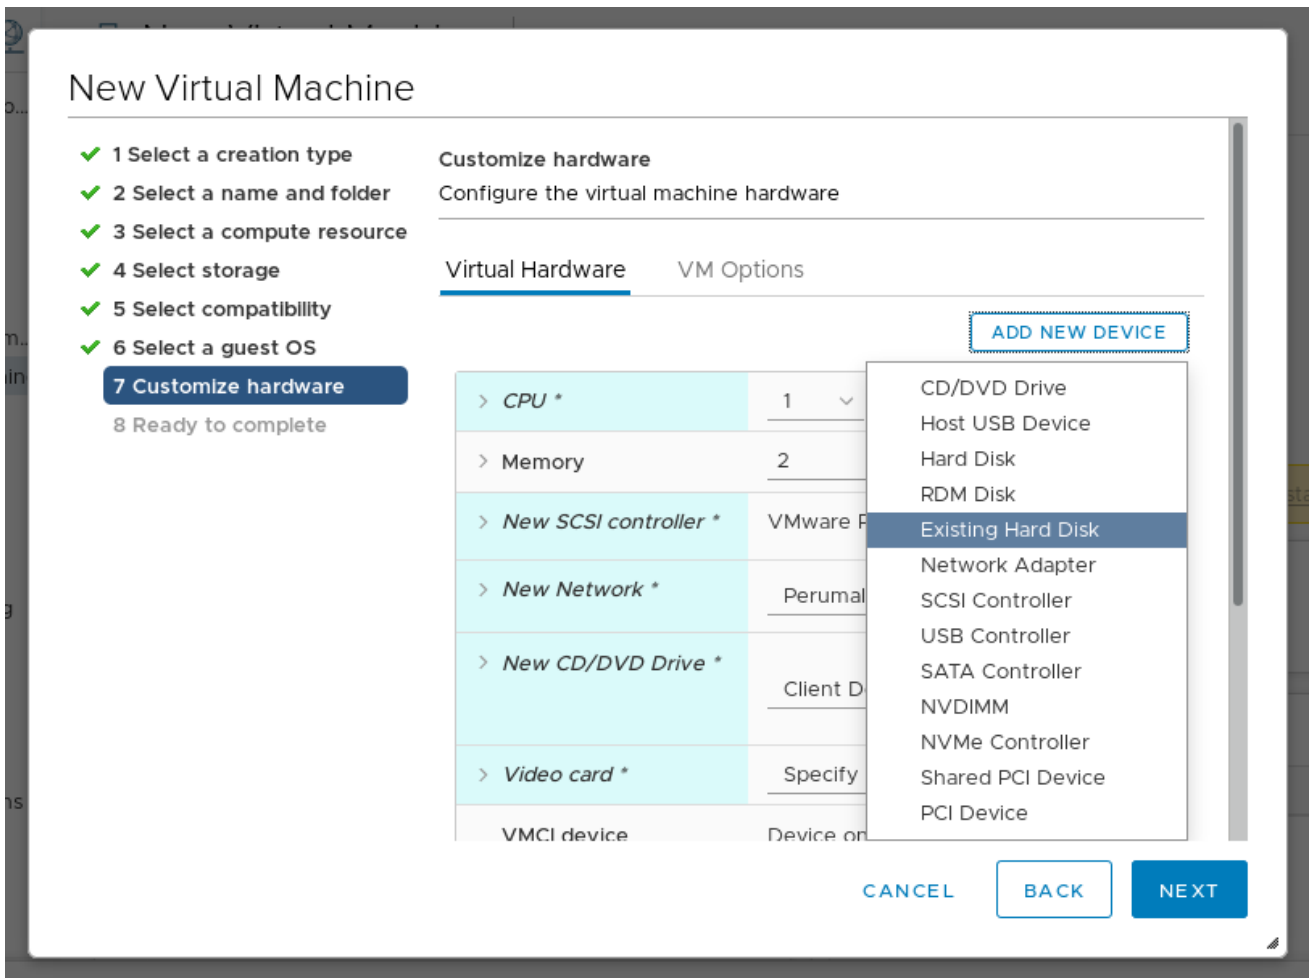 New Virtual Machine
1 Select a creation type
2 Select a name and folder
3 Select a compute resource
4 Select storage
5 Select compatibility
6 Select a guest OS
7 Customize hardware
8 Ready to complete
Customize hardware
Configure the virtual machine hardware
Virtual Hardware VM Options
ADD NEW DEVICE
CPU * 1
Memory 2
New SCSI controller * VMware
New Network * Perumal
New CD/DVD Drive *
Client
Video card * Specify
VMCI device Device on
CD/DVD Drive
Host USB Device
Hard Disk
RDM Disk
Existing Hard Disk
Network Adapter
SCSI Controller
USB Controller
SATA Controller
NVDIMM
NVMe Controller
Shared PCI Device
PCI Device
CANCEL BACK NEXT